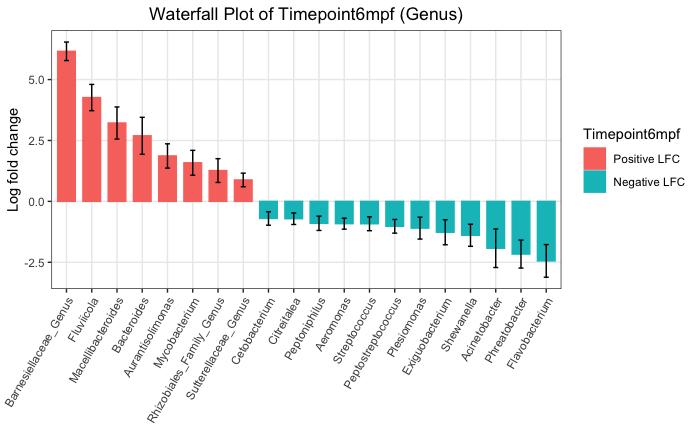 Waterfall Plot of Timepoint6mpf (Genus)
Log fold change
5.0
2.5
0.0
-2.5
Barnesiellaceae_Genus
Fluviicola
Macellibacteroides
Bacteroides
Aurantisolimonas
Mycobacterium
Rhizobiales_Familly_Genus
Sutterellaceae_Genus
Cetobacterium
Citreitalea
Peptoniphilus
Aeromonas
Streptococcus
Peptostreptococcus
Plesiomonas
Exiguobacterium
Shewanella
Acinetobacter
Phreatobacter
Flavobacterium
Timepoint6mpf
Positive LFC
Negative LFC